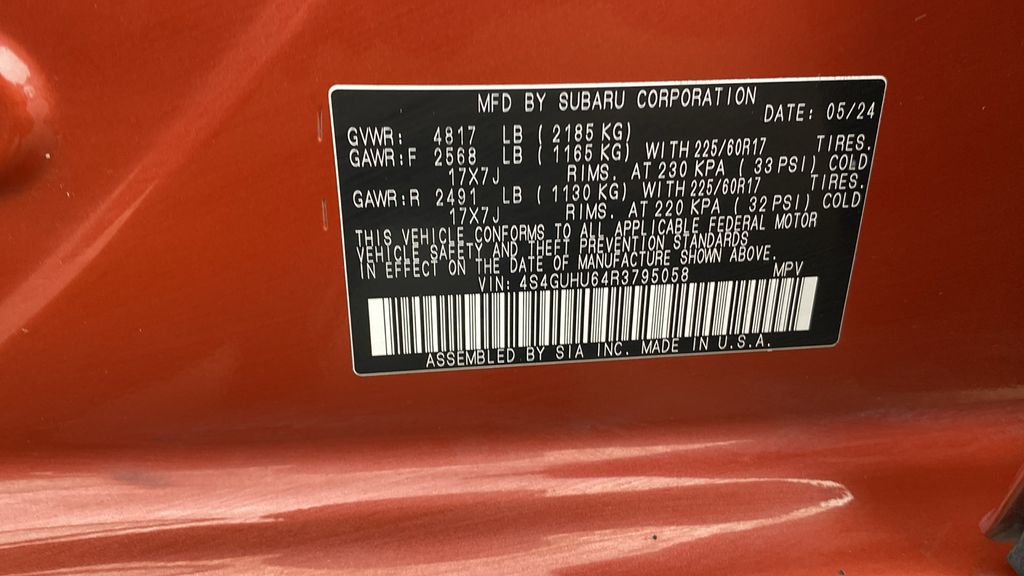 MFD BY SUBARU CORPORATION
DATE: 05/24
GVWR: 4817 LB ( 2185 KG)
GAWR:F 2568 LB ( 1165 KG) WITH 225/60R17 TIRES.
17X7J RIMS. AT 230 KPA ( 33 PSI) COLD
GAWR:R 2491 LB ( 1130 KG) WITH 225/60R17 TIRES.
17X7J RIMS. AT 220 KPA ( 32 PSI) COLD
THIS VEHICLE CONFORMS TO ALL APPLICABLE FEDERAL MOTOR
VEHICLE SAFETY AND THEFT PREVENTION STANDARDS
IN EFFECT ON THE DATE OF MANUFACTURE SHOWN ABOVE.
VIN: 4S4GUHU64R3795058 MPV
ASSEMBLED BY SIA INC. MADE IN U.S.A.